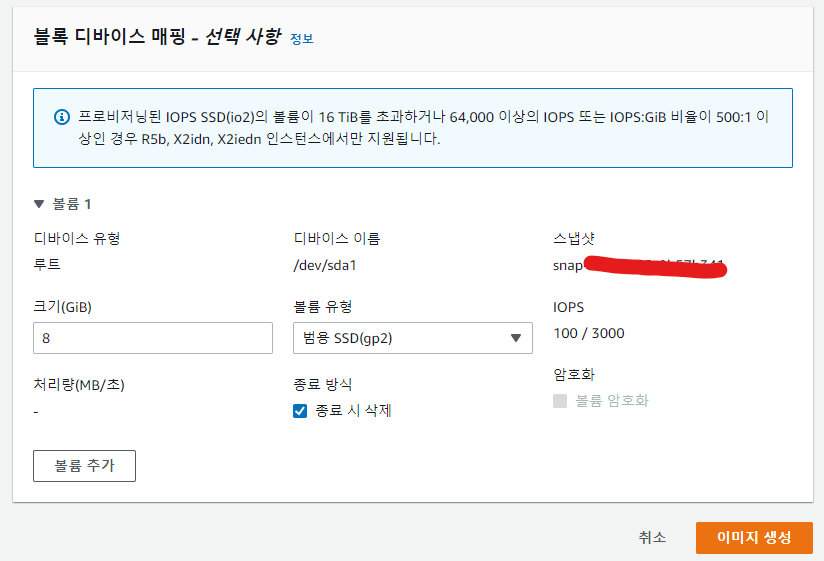 블록 디바이스 매핑 - 선택 사항 정보
프로비저닝된 IOPS SSD(io2)의 볼륨이 16 TiB를 초과하거나 64,000 이상의 IOPS 또는 IOPS:GiB 비율이 500:1 이
상인 경우 R5b, X2idn, X2iedn 인스턴스에서만 지원됩니다.
▼ 볼륨 1
디바이스 유형
루트
디바이스 이름
/dev/sda1
스냅샷
snap-
크기(GiB)
8
볼륨 유형
범용 SSD(gp2)
IOPS
100 / 3000
처리량(MB/초)
-
종료 방식
종료 시 삭제
암호화
볼륨 암호화
볼륨 추가
취소
이미지 생성